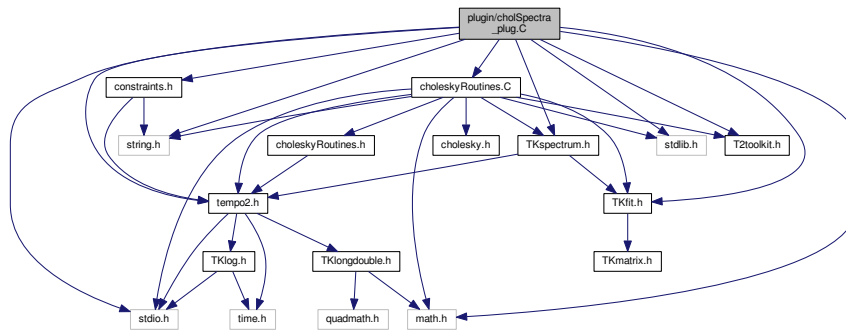 plugin/cholSpectra
_plug.C
constraints.h
choleskyRoutines.C
string.h
choleskyRoutines.h
cholesky.h
TKspectrum.h
stdlib.h
T2toolkit.h
tempo2.h
TKfit.h
TKlog.h
TKlongdouble.h
TKmatrix.h
stdio.h
time.h
quadmath.h
math.h